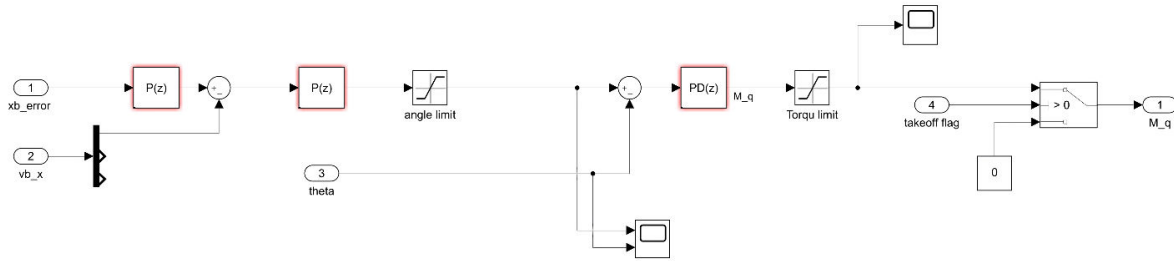 1
xb_error
P(z)
+
−
P(z)
angle limit
+
−
PD(z)
M_q
Torqu limit
4
takeoff flag
> 0
1
M_q
2
vb_x
3
theta
0